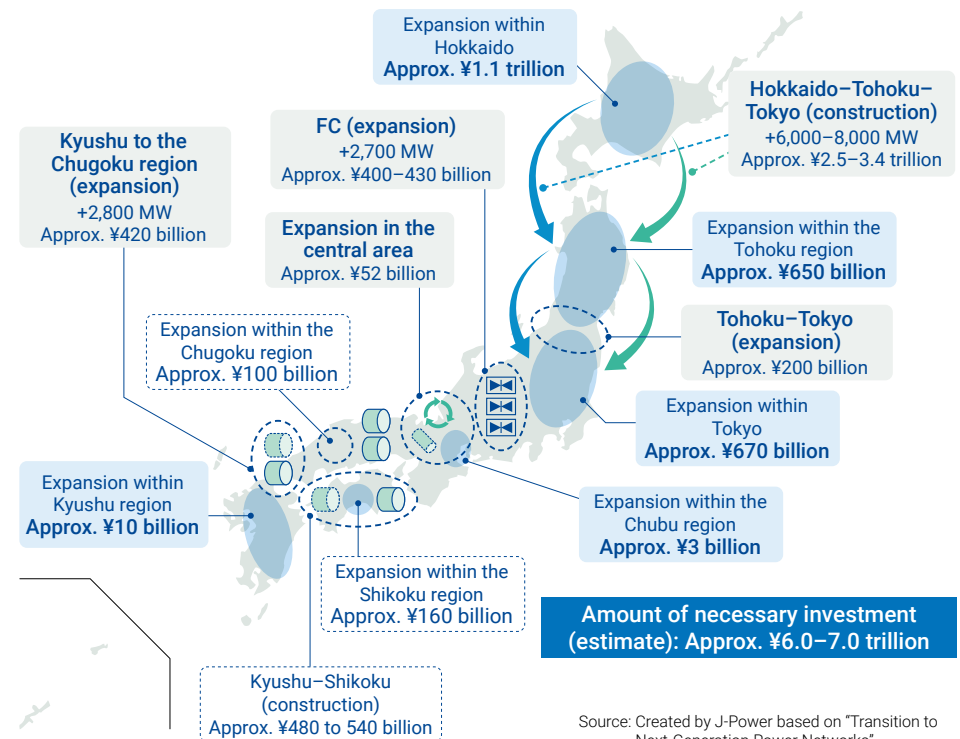 Expansion within
Hokkaido
Approx. ¥1.1 trillion
Hokkaido–Tohoku–
Tokyo (construction)
+6,000–8,000 MW
Approx. ¥2.5–3.4 trillion
FC (expansion)
+2,700 MW
Approx. ¥400–430 billion
Kyushu to the
Chugoku region
(expansion)
+2,800 MW
Approx. ¥420 billion
Expansion in the
central area
Approx. ¥52 billion
Expansion within the
Tohoku region
Approx. ¥650 billion
Expansion within the
Chugoku region
Approx. ¥100 billion
Tohoku–Tokyo
(expansion)
Approx. ¥200 billion
Expansion within
Tokyo
Approx. ¥670 billion
Expansion within
Kyushu region
Approx. ¥10 billion
Expansion within the
Chubu region
Approx. ¥3 billion
Expansion within the
Shikoku region
Approx. ¥160 billion
Amount of necessary investment
(estimate): Approx. ¥6.0–7.0 trillion
Kyushu–Shikoku
(construction)
Approx. ¥480 to 540 billion
Source: Created by J-Power based on “Transition to
Next-Generation Power Networks”